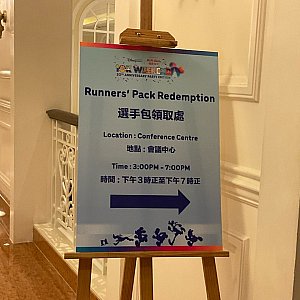 Runners' Pack Redemption
選手包領取處
Location : Conference Centre
地點 : 會議中心
Time : 3:00PM - 7:00PM
時間 : 下午3時正至下午7時正